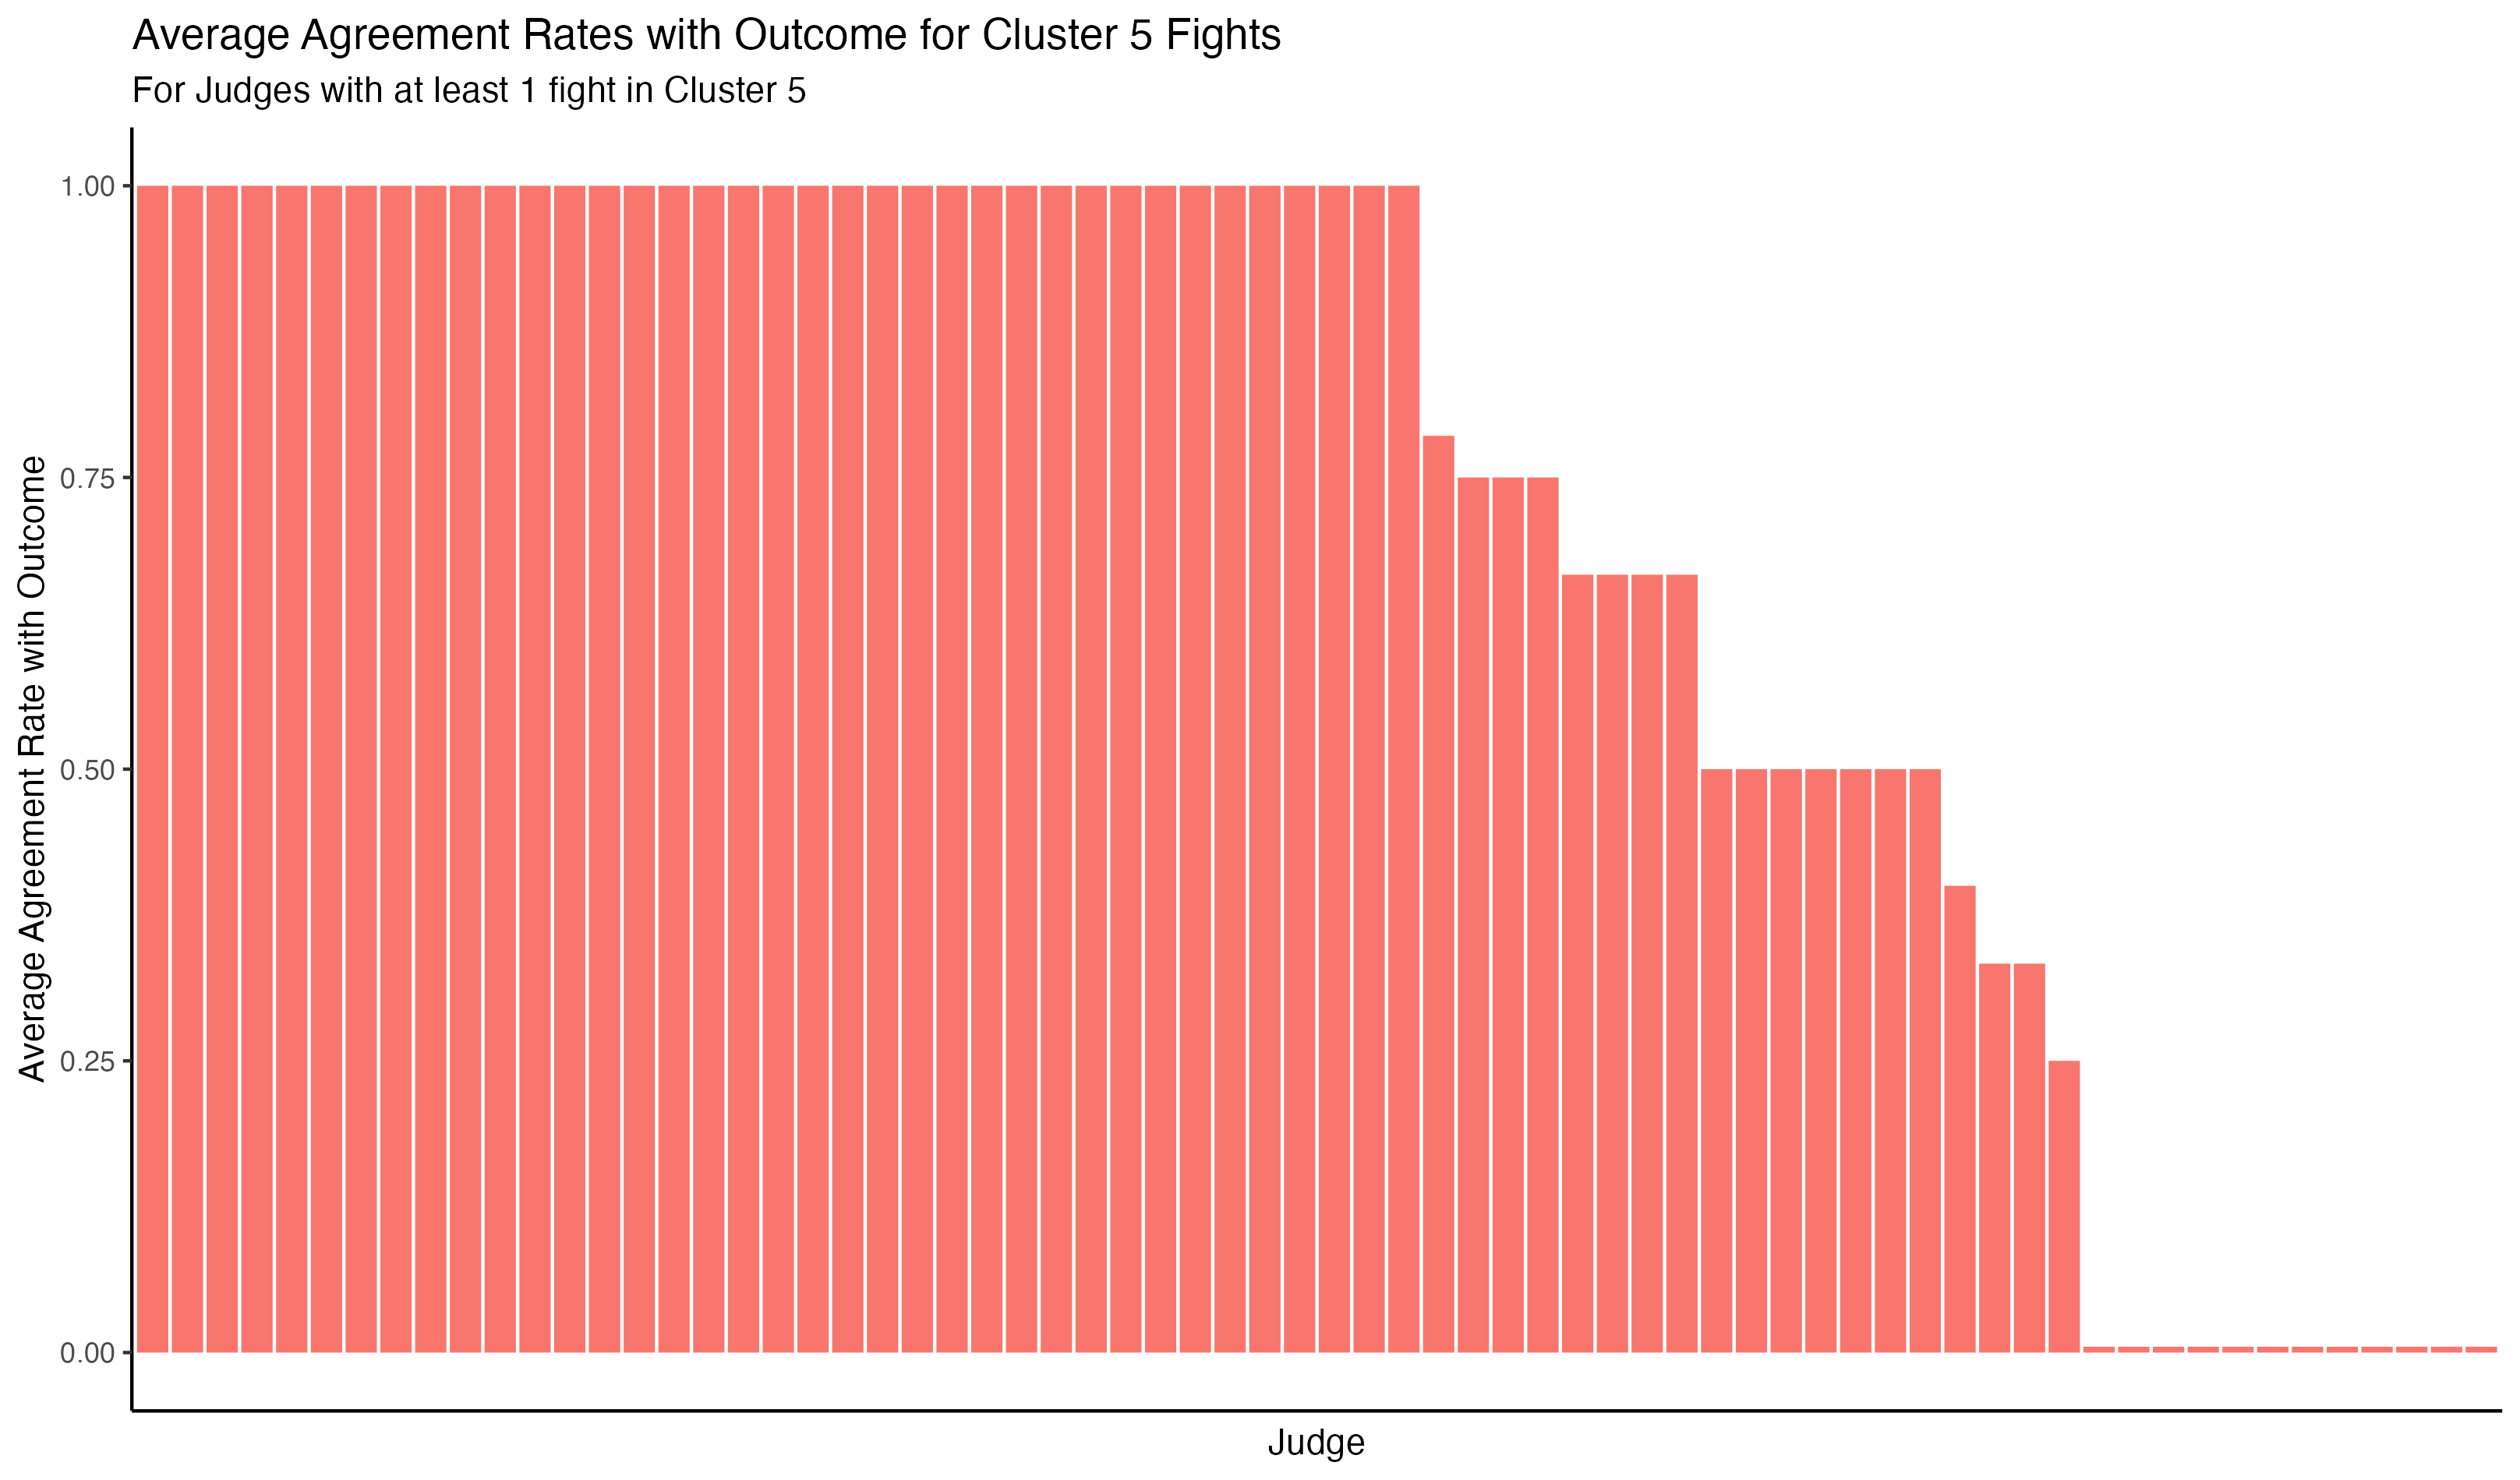 Average Agreement Rates with Outcome for Cluster 5 Fights
For Judges with at least 1 fight in Cluster 5
Average Agreement Rate with Outcome
1.00
0.75
0.50
0.25
0.00
Judge